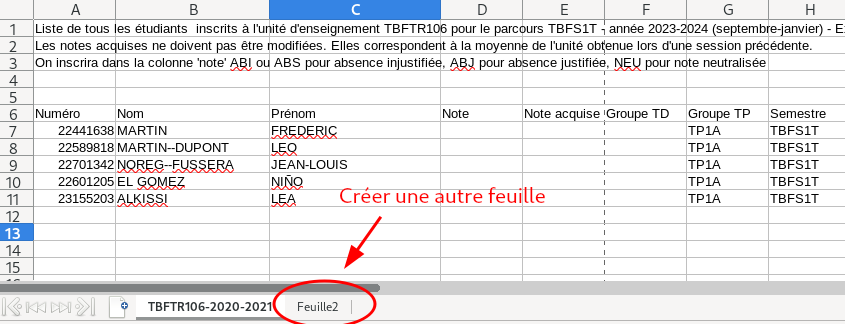 A B C D E F G H
1 Liste de tous les étudiants inscrits à l'unité d'enseignement TBFTR106 pour le parcours TBFS1T - année 2023-2024 (septembre-janvier) - E
2 Les notes acquises ne doivent pas être modifiées. Elles correspondent à la moyenne de l'unité obtenue lors d'une session précédente.
3 On inscrira dans la colonne 'note' ABI ou ABS pour absence injustifiée, ABJ pour absence justifiée, NEU pour note neutralisée
4
5
6 Numéro Nom Prénom Note Note acquise Groupe TD Groupe TP Semestre
7 22441638 MARTIN FREDERIC TP1A TBFS1T
8 22589818 MARTIN--DUPONT LEO TP1A TBFS1T
9 22701342 NOREG--FUSSERA JEAN-LOUIS TP1A TBFS1T
10 22601205 EL GOMEZ NIÑO TP1A TBFS1T
11 23155203 ALKISSI LEA TP1A TBFS1T
Créer une autre feuille
12
13
14
15
TBFTR106-2020-2021 Feuille2